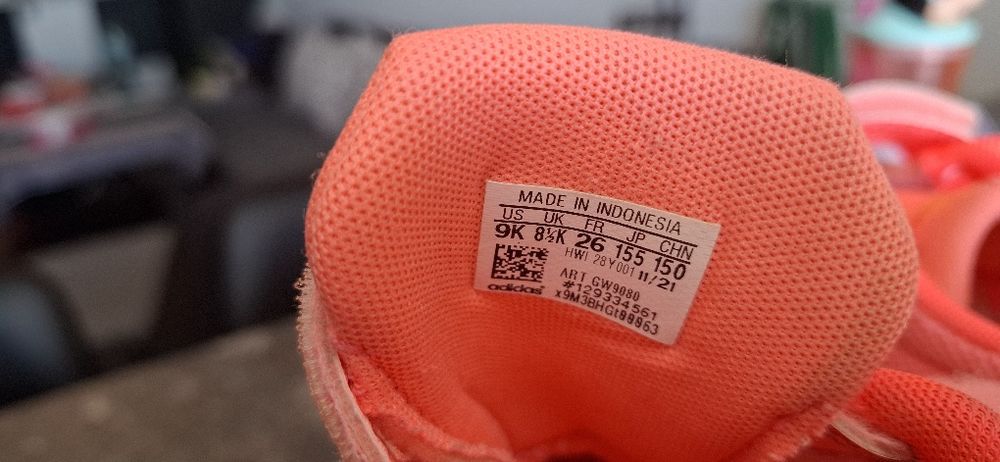 MADE IN INDONESIA
US UK FR JP CHN
9K 8½K 26 155 150
HWI 28Y001 11/21
ART GW9080
#129334561
adidas